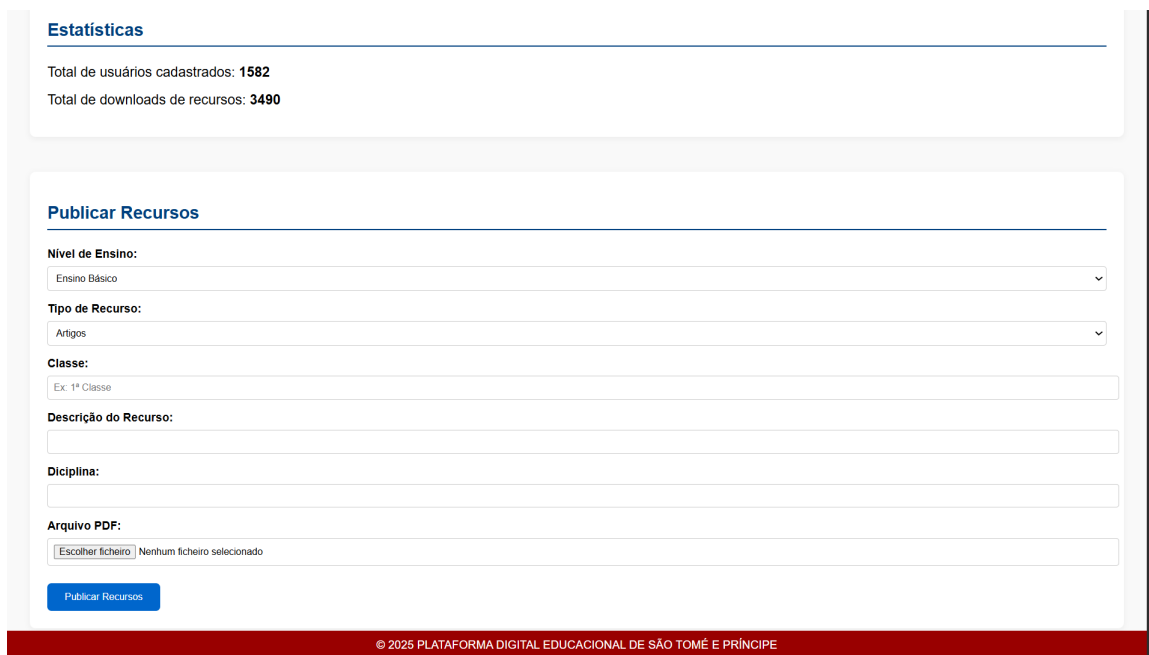 Estatísticas
Total de usuários cadastrados: 1582
Total de downloads de recursos: 3490
Publicar Recursos
Nível de Ensino:
Ensino Básico
Tipo de Recurso:
Artigos
Classe:
Ex: 1ª Classe
Descrição do Recurso:
Diciplina:
Arquivo PDF:
Escolher ficheiro Nenhum ficheiro selecionado
Publicar Recursos
© 2025 PLATAFORMA DIGITAL EDUCACIONAL DE SÃO TOMÉ E PRÍNCIPE